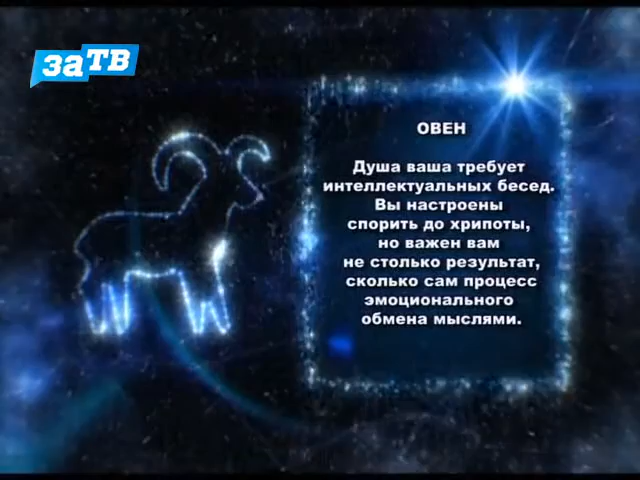 заТВ
ОВЕН
Душа ваша требует
интеллектуальных бесед.
Вы настроены
спорить до хрипоты,
но важен вам
не столько результат,
сколько сам процесс
эмоционального
обмена мыслями.